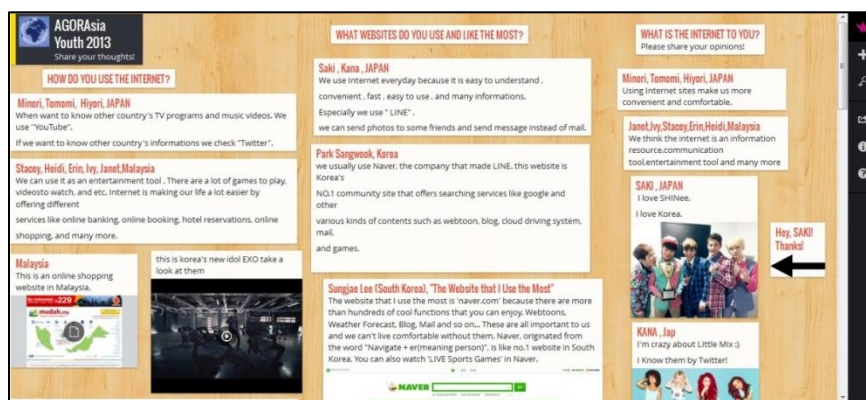 AGORAsia
Youth 2013
Share your thoughts!
HOW DO YOU USE THE INTERNET?
Minori, Tomomi, Hiyori, JAPAN
When want to know other country's TV programs and music videos. We
use "YouTube".
If we want to know other country's informations we check "Twitter".
Stacey, Heidi, Erin, Ivy, Janet,Malaysia
We can use it as an entertainment tool . There are a lot of games to play,
videosto watch, and etc. Internet is making our life a lot easier by
offering different
services like online banking, online booking, hotel reservations, online
shopping, and many more.
Malaysia
This is an online shopping
website in Malaysia.
229
mudah.my
this is korea's new idol EXO take a
look at them
WHAT WEBSITES DO YOU USE AND LIKE THE MOST?
Saki , Kana , JAPAN
We use Internet everyday because it is easy to understand ,
convenient , fast , easy to use , and many informations.
Especially we use " LINE" .
we can send photos to some friends and send message instead of mail.
Park Sangwook, Korea
we usually use Naver, the company that made LINE. this website is
Korea's
NO.1 community site that offers searching services like google and
other
various kinds of contents such as webtoon, blog, cloud driving system,
mail,
and games.
Sungjae Lee (South Korea), "The Website that I Use the Most"
The website that I use the most is 'naver.com' because there are more
than hundreds of cool functions that you can enjoy. Webtoons,
Weather Forecast, Blog, Mail and so on... These are all important to us
and we can't live comfortable without them. Naver, originated from
the word "Navigate + er(meaning person)", is like no.1 website in South
Korea. You can also watch 'LIVE Sports Games' in Naver.
NAVER
WHAT IS THE INTERNET TO YOU?
Please share your opinions!
Minori, Tomomi, Hiyori, JAPAN
Using Internet sites make us more
convenient and comfortable.
Janet,Ivy,Stacey,Erin,Heidi,Malaysia
We think the internet is an information
resource,communication
tool,entertainment tool and many more
SAKI , JAPAN
I love SHINee.
I love Korea.
Hey, SAKI!
Thanks!
KANA , Jap
I'm crazy about Little Mix :)
I Know them by Twitter!